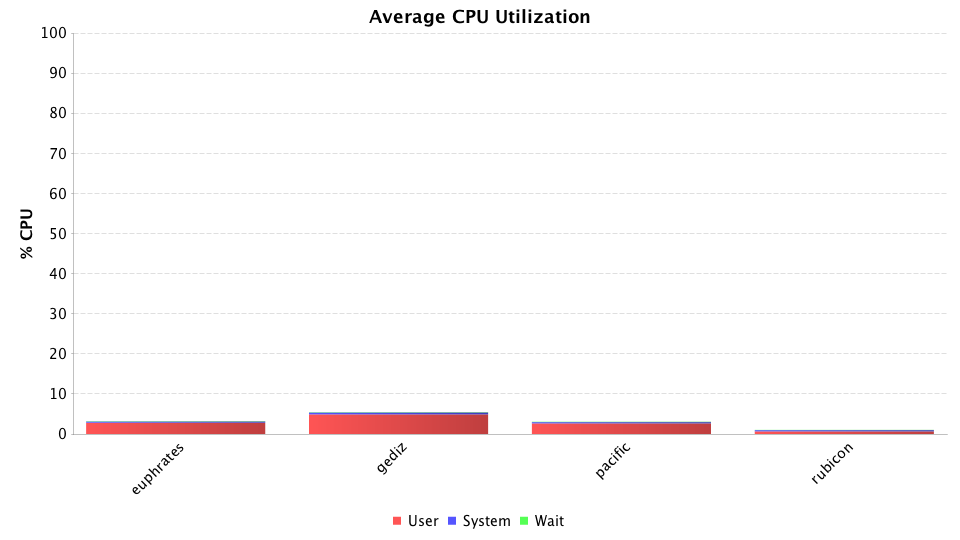 Average CPU Utilization
% CPU
100
90
80
70
60
50
40
30
20
10
0
euphrates
gediz
pacific
rubicon
User System Wait